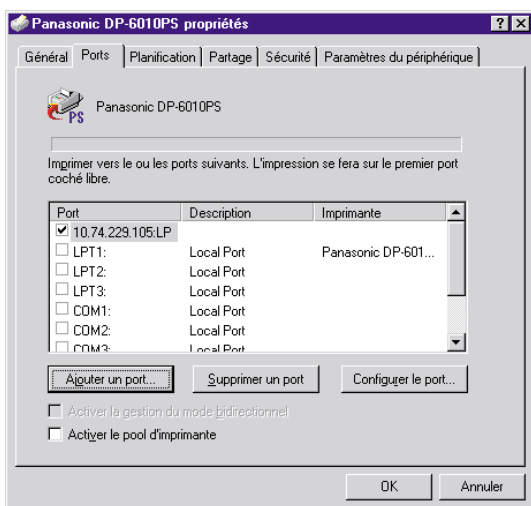 Panasonic DP-6010PS propriétés
Général Ports Planification Partage Sécurité Paramètres du périphérique
PS
Panasonic DP-6010PS
Imprimer vers le ou les ports suivants. L'impression se fera sur le premier port
coché libre.
Port Description Imprimante
10.74.229.105:LP
LPT1: Local Port Panasonic DP-601...
LPT2: Local Port
LPT3: Local Port
COM1: Local Port
COM2: Local Port
COM3: Local Port
Ajouter un port... Supprimer un port Configurer le port...
Activer la gestion du mode bidirectionnel
Activer le pool d'imprimante
OK Annuler